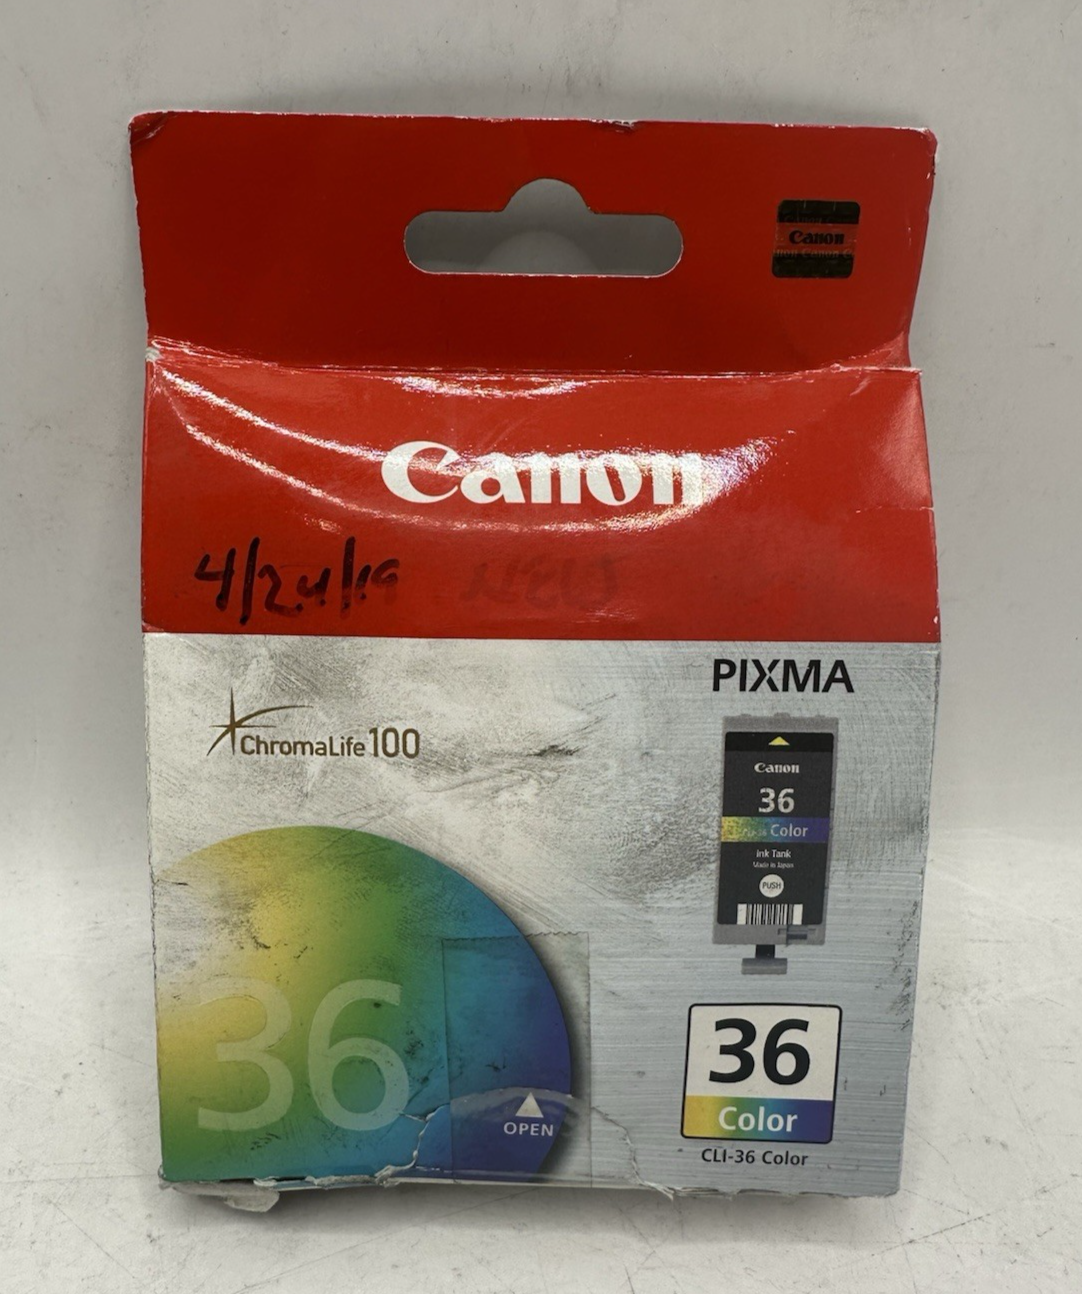 Canon
Canon
4/24/19 NEW
PIXMA
ChromaLife100
Canon
36
Color
Ink Tank
Made in Japan
PUSH
36
36
Color
OPEN
CLI-36 Color